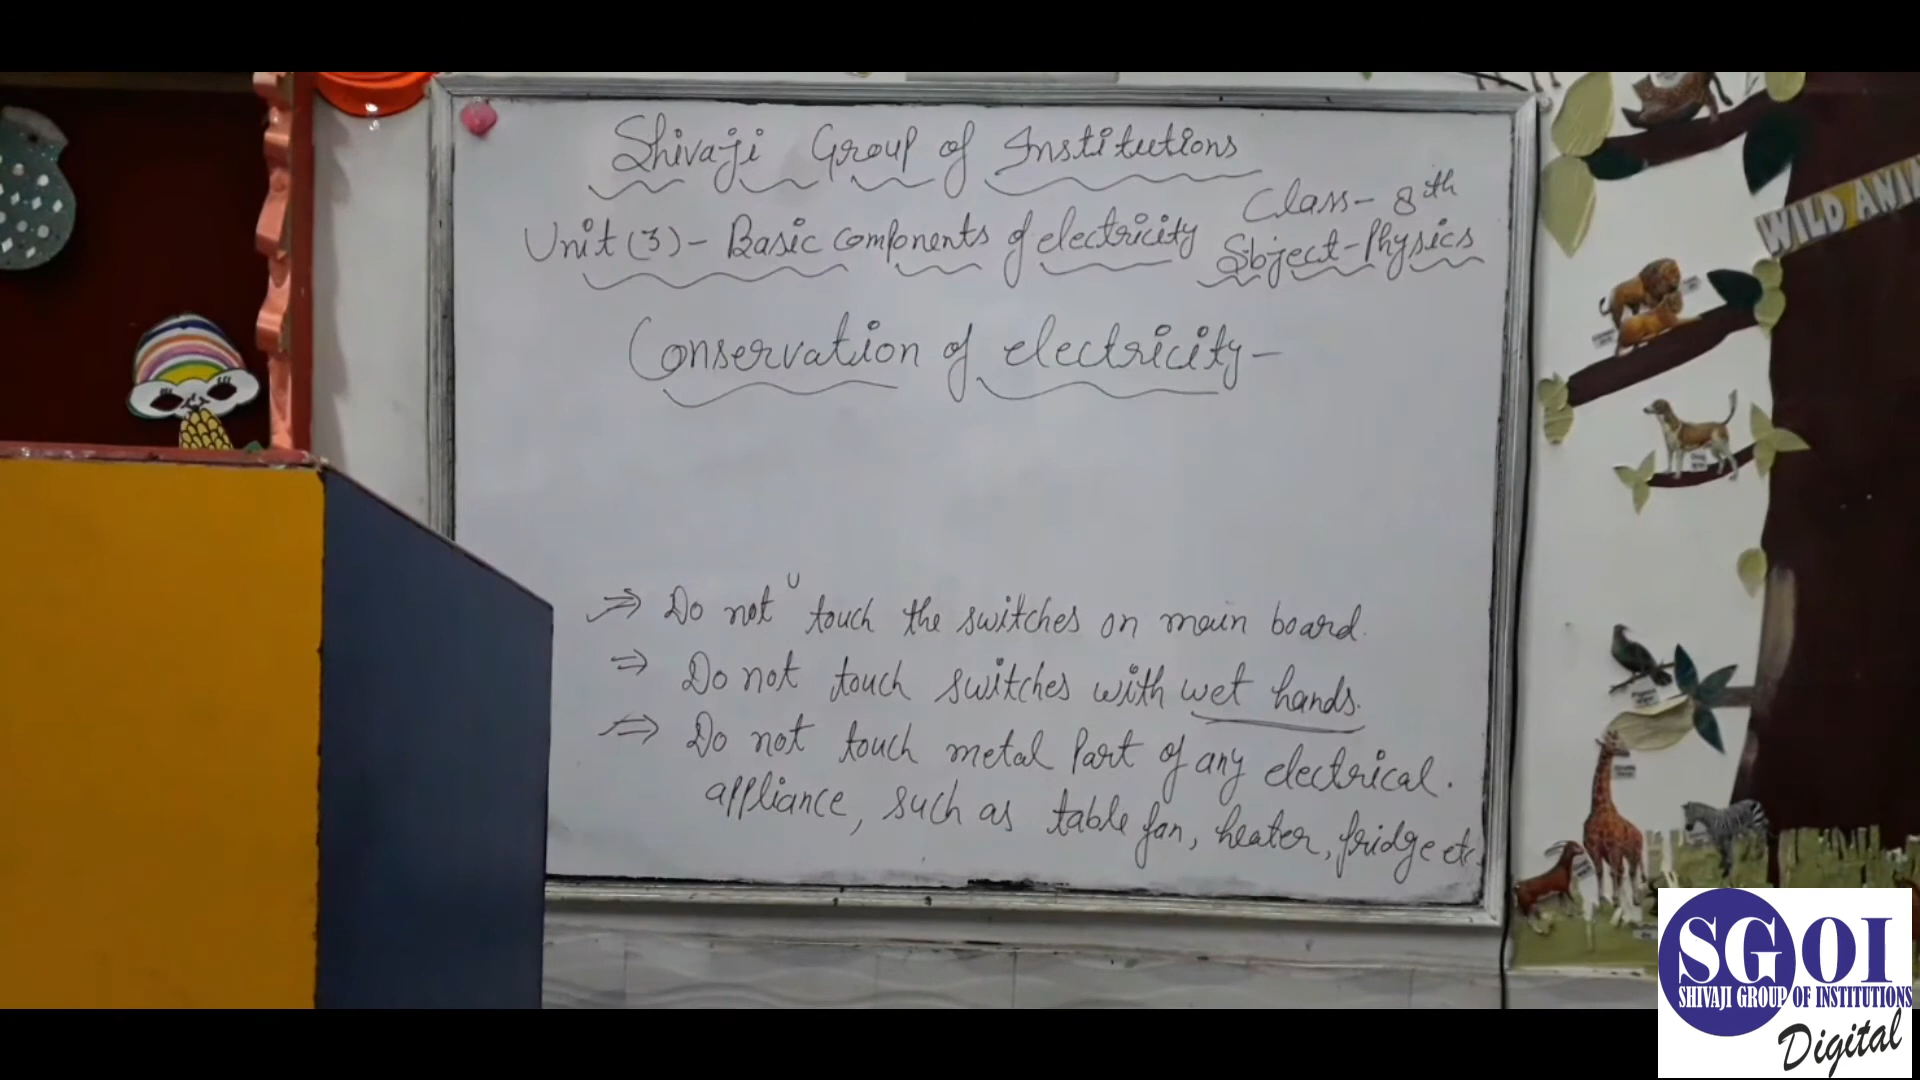 Shivaji Group of Institutions
Class - 8th
Unit (3) - Basic Components of electricity
Sbject - Physics
Conservation of electricity -
⇒ Do not touch the switches on main board.
⇒ Do not touch switches with wet hands.
⇒ Do not touch metal Part of any electrical.
appliance, such as table fan, heater, fridge etc.
WILD ANI
SGOI
SHIVAJI GROUP OF INSTITUTIONS
Digital